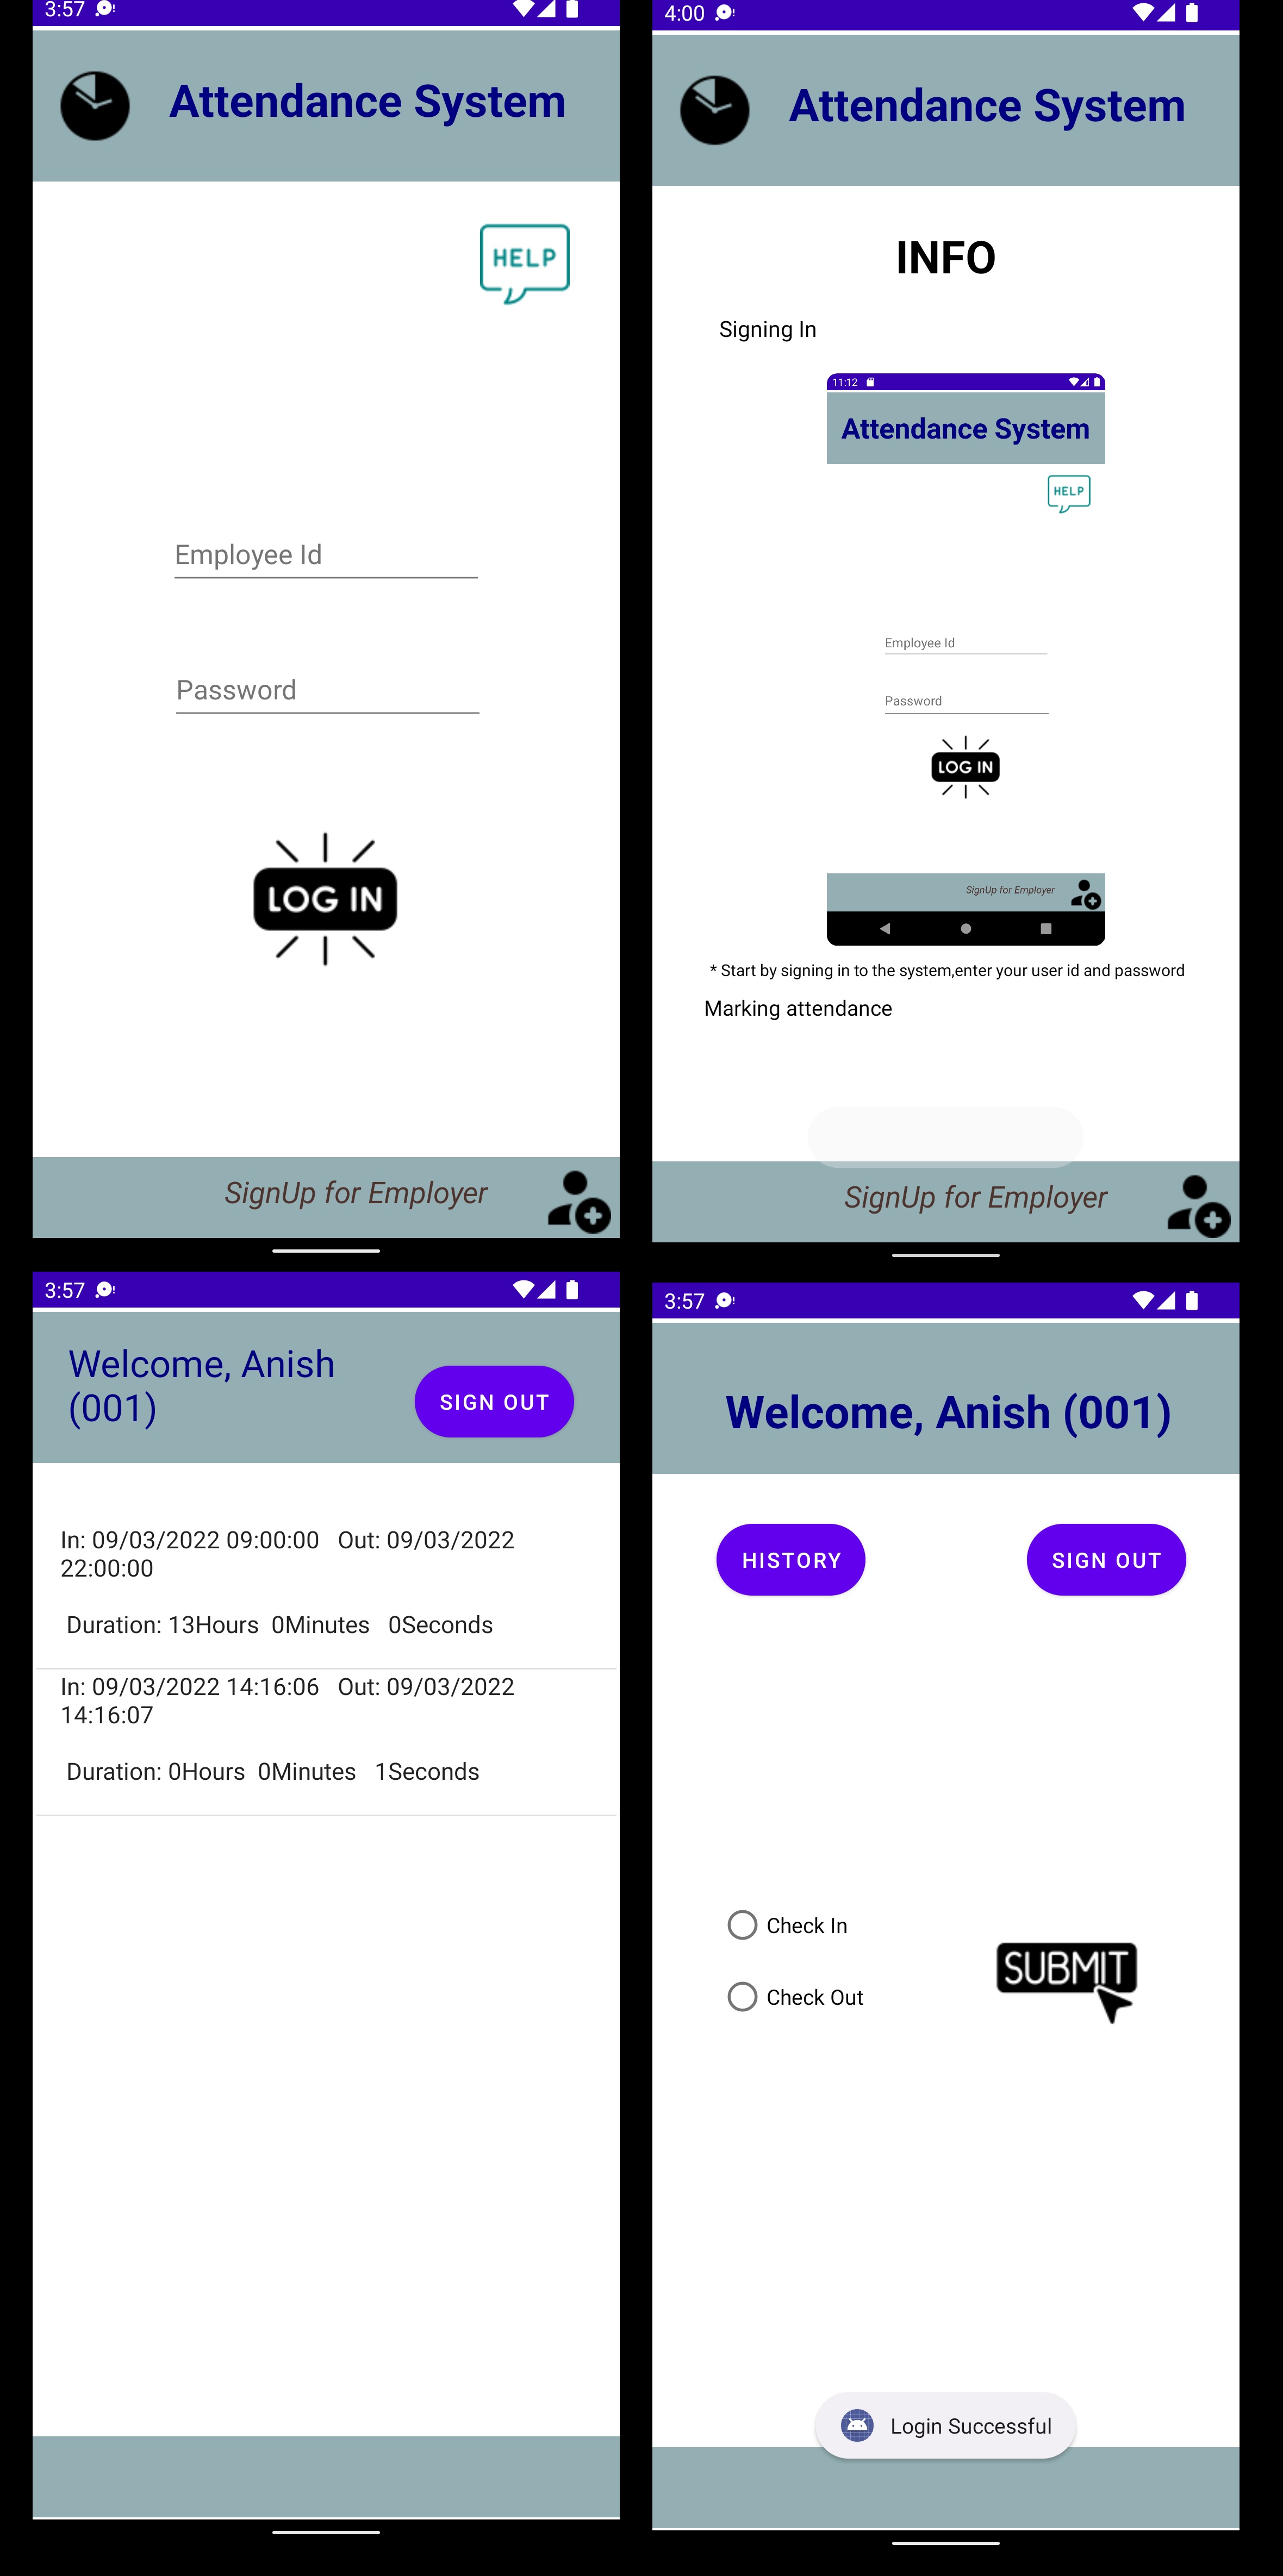 3:57
Attendance System
HELP
Employee Id
Password
LOG IN
SignUp for Employer
4:00
Attendance System
INFO
Signing In
11:12
Attendance System
HELP
Employee Id
Password
LOG IN
SignUp for Employer
* Start by signing in to the system,enter your user id and password
Marking attendance
SignUp for Employer
3:57
Welcome, Anish
(001)
SIGN OUT
In: 09/03/2022 09:00:00 Out: 09/03/2022
22:00:00
Duration: 13Hours 0Minutes 0Seconds
In: 09/03/2022 14:16:06 Out: 09/03/2022
14:16:07
Duration: 0Hours 0Minutes 1Seconds
3:57
Welcome, Anish (001)
HISTORY
SIGN OUT
Check In
SUBMIT
Check Out
Login Successful